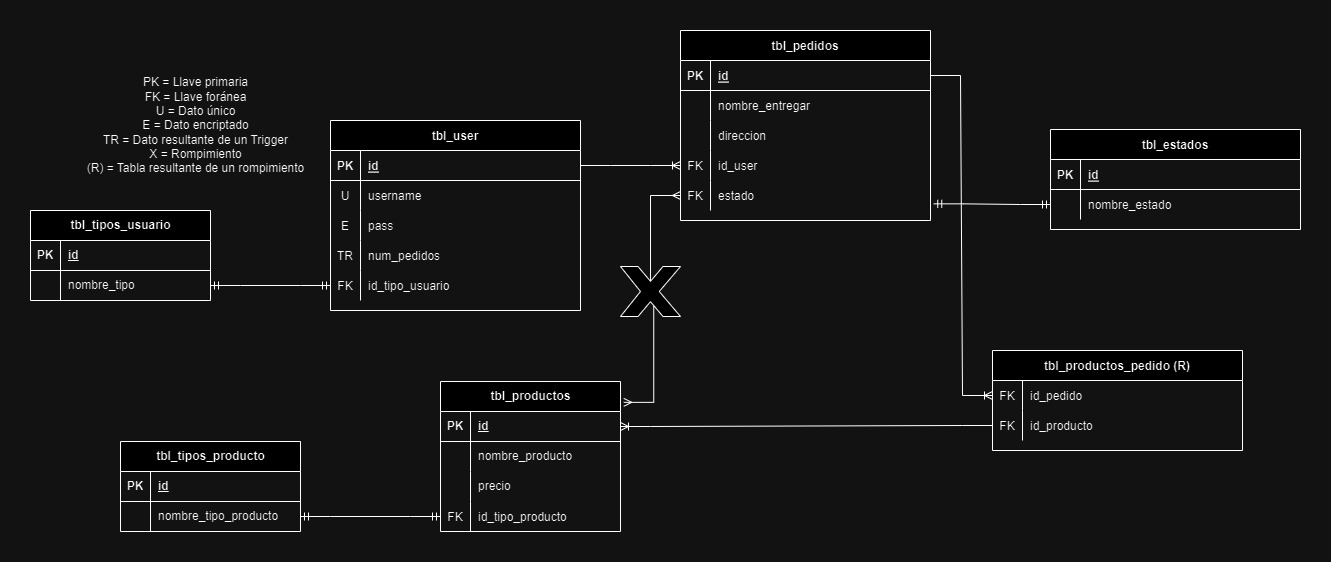 PK = Llave primaria
FK = Llave foránea
U = Dato único
E = Dato encriptado
TR = Dato resultante de un Trigger
X = Rompimiento
(R) = Tabla resultante de un rompimiento
tbl_tipos_usuario
PK id
nombre_tipo
tbl_user
PK id
U username
E pass
TR num_pedidos
FK id_tipo_usuario
tbl_pedidos
PK id
nombre_entregar
direccion
FK id_user
FK estado
tbl_estados
PK id
nombre_estado
X
tbl_productos_pedido (R)
FK id_pedido
FK id_producto
tbl_productos
PK id
nombre_producto
precio
FK id_tipo_producto
tbl_tipos_producto
PK id
nombre_tipo_producto